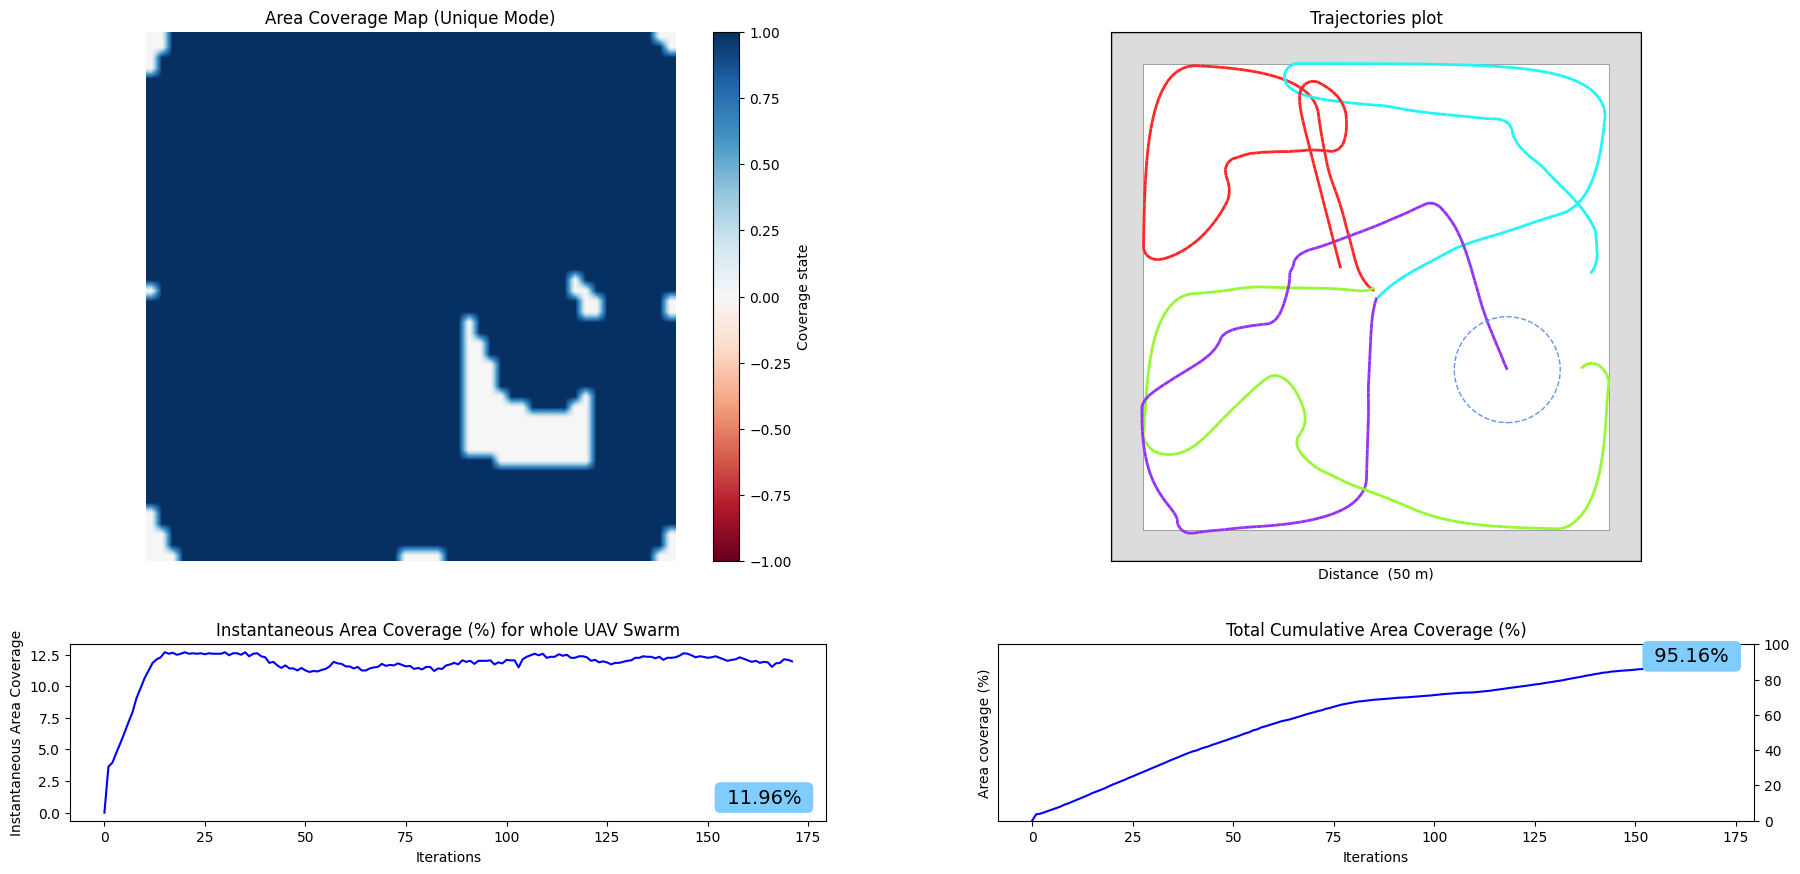 Area Coverage Map (Unique Mode)
1.00
0.75
0.50
0.25
0.00
−0.25
−0.50
−0.75
−1.00
Coverage state
Trajectories plot
Distance  (50 m)
Instantaneous Area Coverage (%) for whole UAV Swarm
Instantaneous Area Coverage
12.5
10.0
7.5
5.0
2.5
0.0
11.96%
0 25 50 75 100 125 150 175
Iterations
Total Cumulative Area Coverage (%)
Area coverage (%)
95.16%
100
80
60
40
20
0
0 25 50 75 100 125 150 175
Iterations